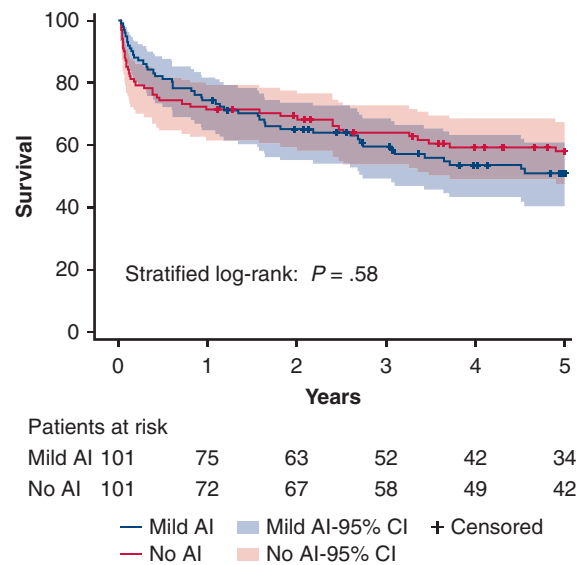 100
80
60
40
20
0
Survival
Stratified log-rank: P = .58
0 1 2 3 4 5
Years
Patients at risk
Mild AI 101 75 63 52 42 34
No AI 101 72 67 58 49 42
Mild AI Mild AI-95% CI + Censored
No AI No AI-95% CI